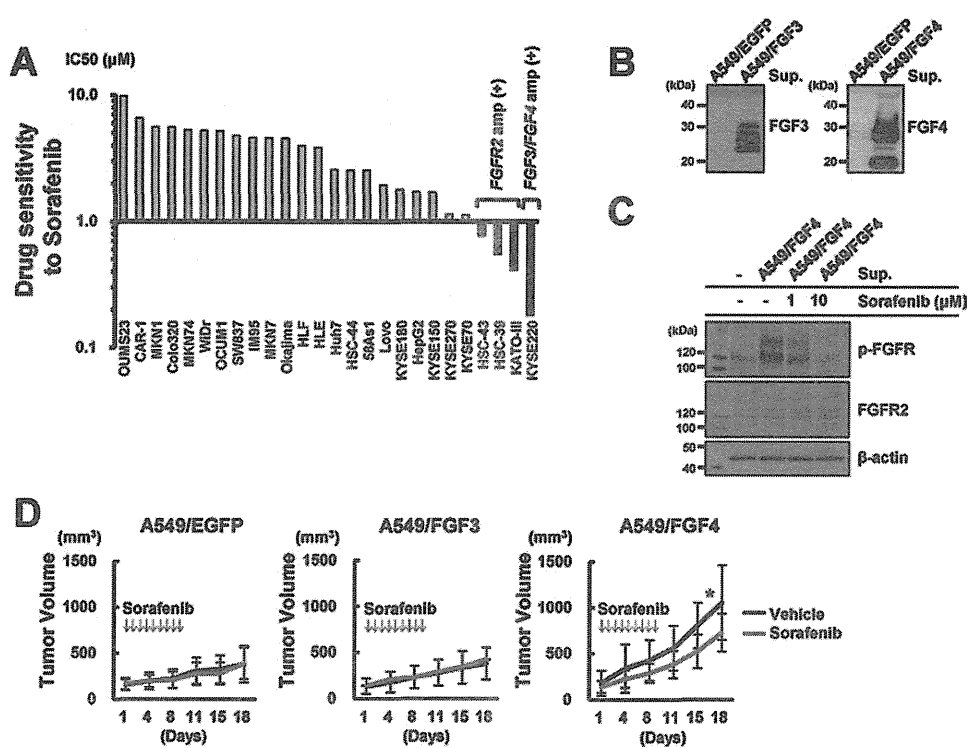 A
IC50 (µM)
Drug sensitivity
to Sorafenib
10.0
1.0
0.1
FGFR2 amp (+)
FGF3/FGF4 amp (+)
OUMS23
CAR-1
MKN1
Colo320
MKN74
WiDr
OCUM1
SW837
IM95
MKN7
Okajima
HLF
HLE
Huh7
HSC-44
58As1
Lovo
KYSE180
HepG2
KYSE150
KYSE270
KYSE70
HSC-43
HSC-39
KATO-III
KYSE220
B
A549/EGFP
A549/FGF3
(kDa)
Sup.
40
30
20
FGF3
A549/EGFP
A549/FGF4
(kDa)
Sup.
40
30
20
FGF4
C
- A549/FGF4 A549/FGF4 A549/FGF4 Sup.
- - 1 10 Sorafenib (µM)
(kDa)
120
100
p-FGFR
120
100
FGFR2
50
40
β-actin
D
A549/EGFP
(mm³)
Tumor Volume
1500
1000
500
0
Sorafenib
1 4 8 11 15 18
(Days)
A549/FGF3
(mm³)
Tumor Volume
1500
1000
500
0
Sorafenib
1 4 8 11 15 18
(Days)
A549/FGF4
(mm³)
Tumor Volume
1500
1000
500
0
Sorafenib
*
1 4 8 11 15 18
(Days)
Vehicle
Sorafenib